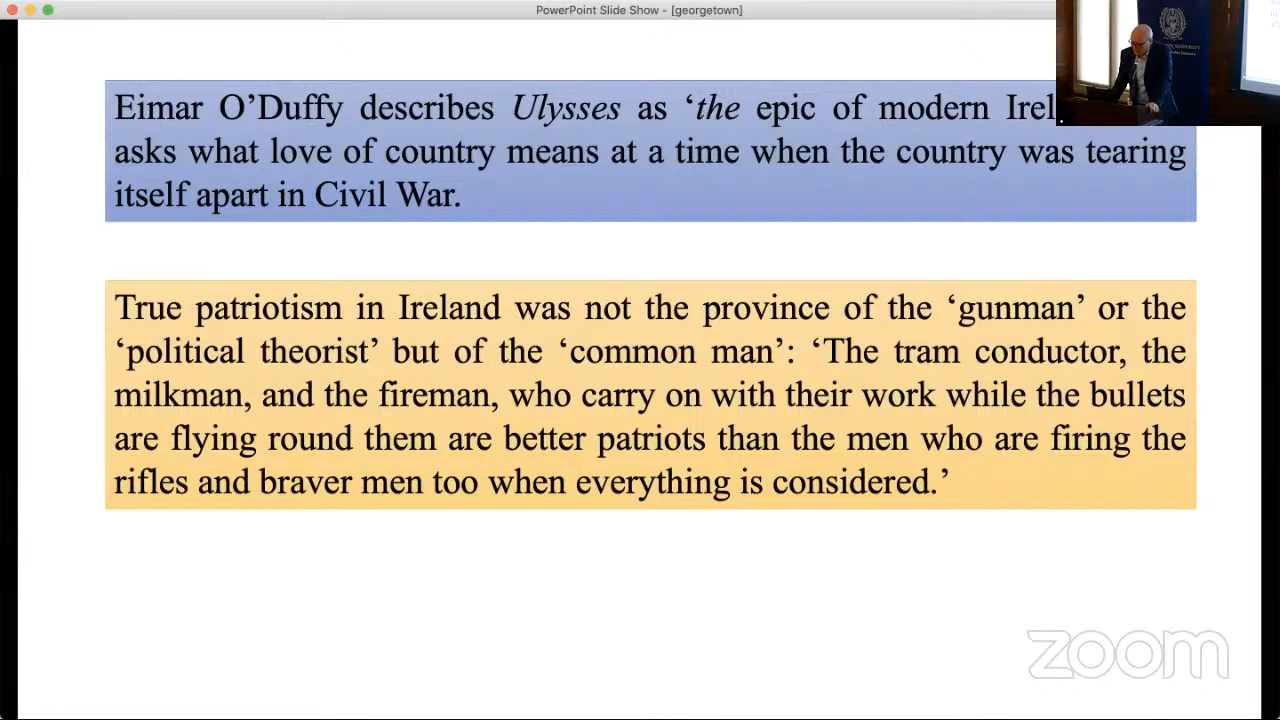 PowerPoint Slide Show - [georgetown]
Eimar O’Duffy describes Ulysses as ‘the epic of modern
asks what love of country means at a time when the country was tearing
itself apart in Civil War.
True patriotism in Ireland was not the province of the ‘gunman’ or the
‘political theorist’ but of the ‘common man’: ‘The tram conductor, the
milkman, and the fireman, who carry on with their work while the bullets
are flying round them are better patriots than the men who are firing the
rifles and braver men too when everything is considered.’
zoom